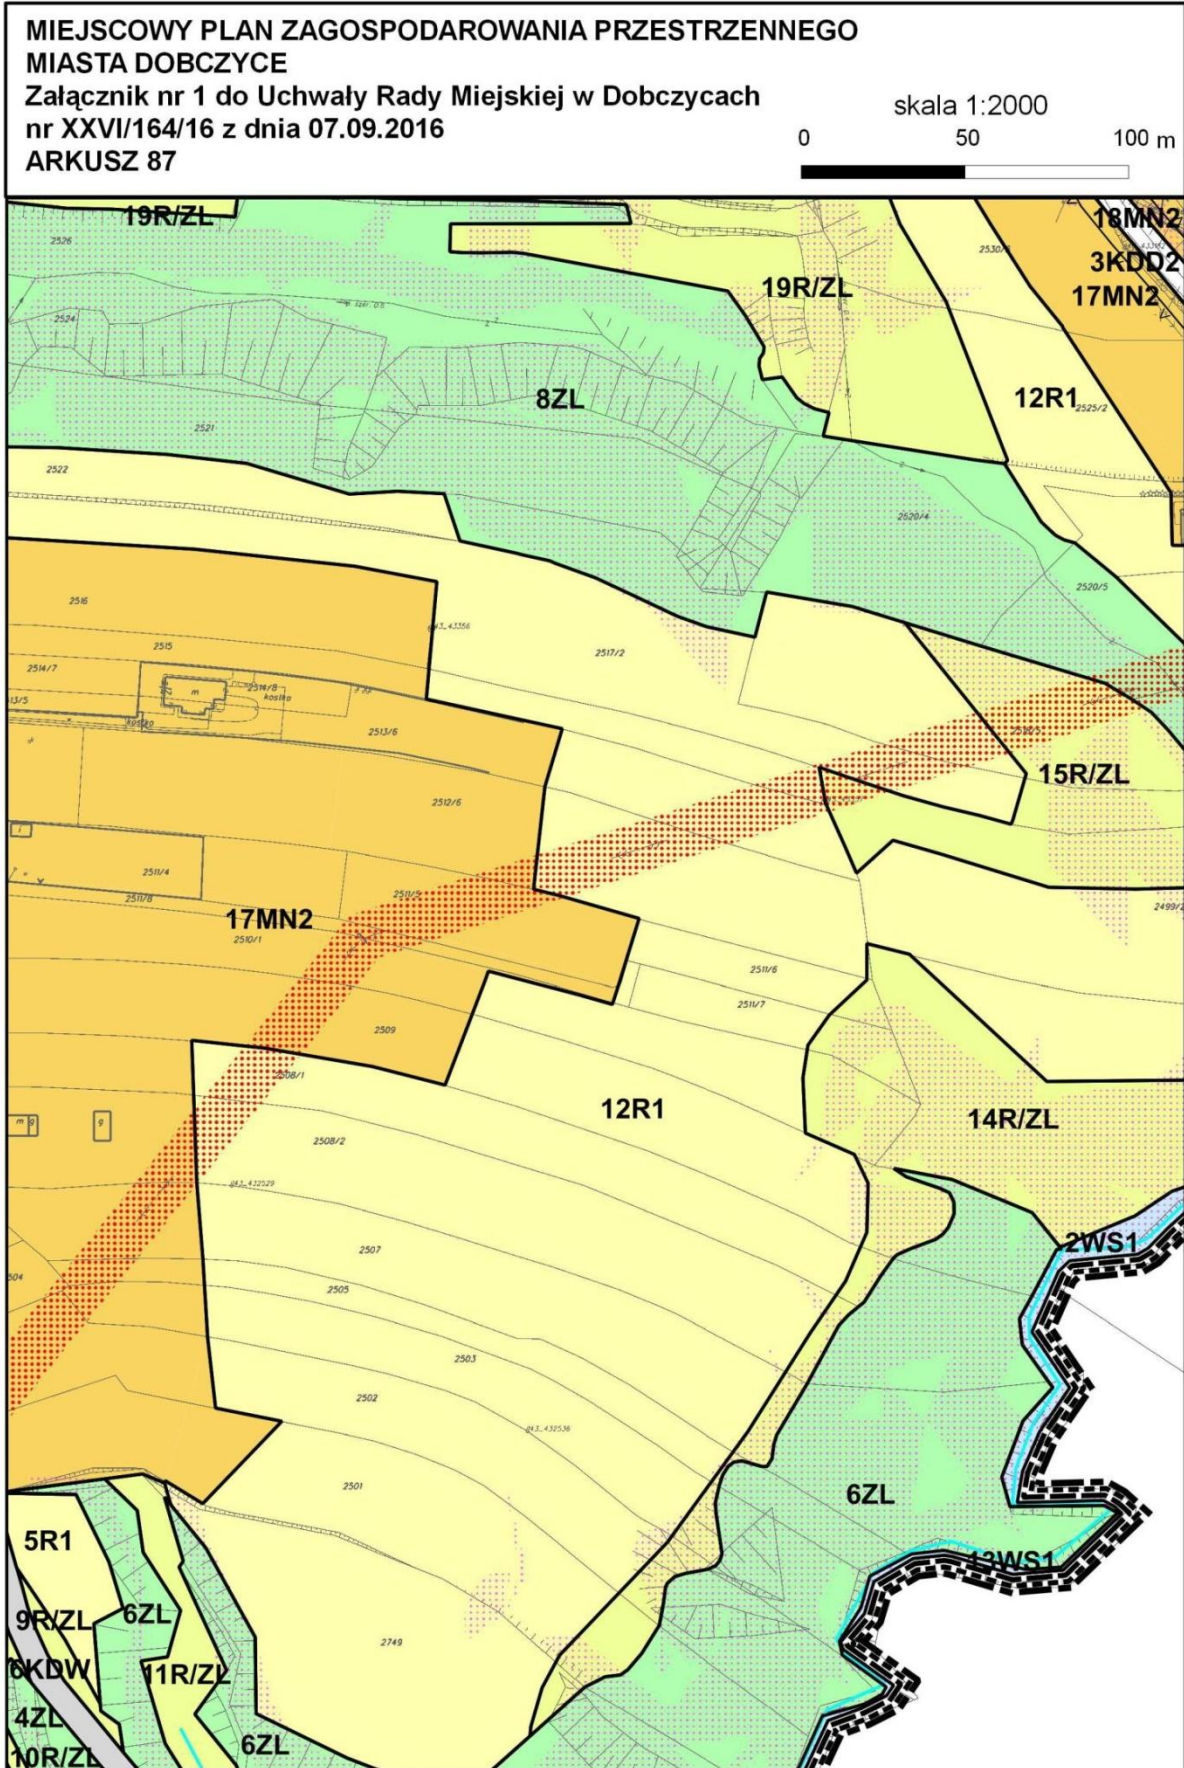 MIEJSCOWY PLAN ZAGOSPODAROWANIA PRZESTRZENNEGO
MIASTA DOBCZYCE
Załącznik nr 1 do Uchwały Rady Miejskiej w Dobczycach
nr XXVI/164/16 z dnia 07.09.2016
ARKUSZ 87
skala 1:2000
0 50 100 m
19R/ZL
18MN2
2526
3KDD2
19R/ZL
17MN2
2524
8ZL
12R1
2525/2
2521
2522
2520/4
2520/5
2516
2515
2517/2
2514/7
m
2514/8
kostka
2513/6
15R/ZL
2512/6
2511/4
2511/5
2511/8
2499/2
17MN2
2510/1
2511/6
2511/7
2509
2508/1
12R1
14R/ZL
m g
g
2508/2
2WS1
2507
2505
2503
2502
2501
6ZL
5R1
13WS1
9R/ZL
6ZL
2749
6KDW
11R/ZL
4ZL
6ZL
10R/ZL